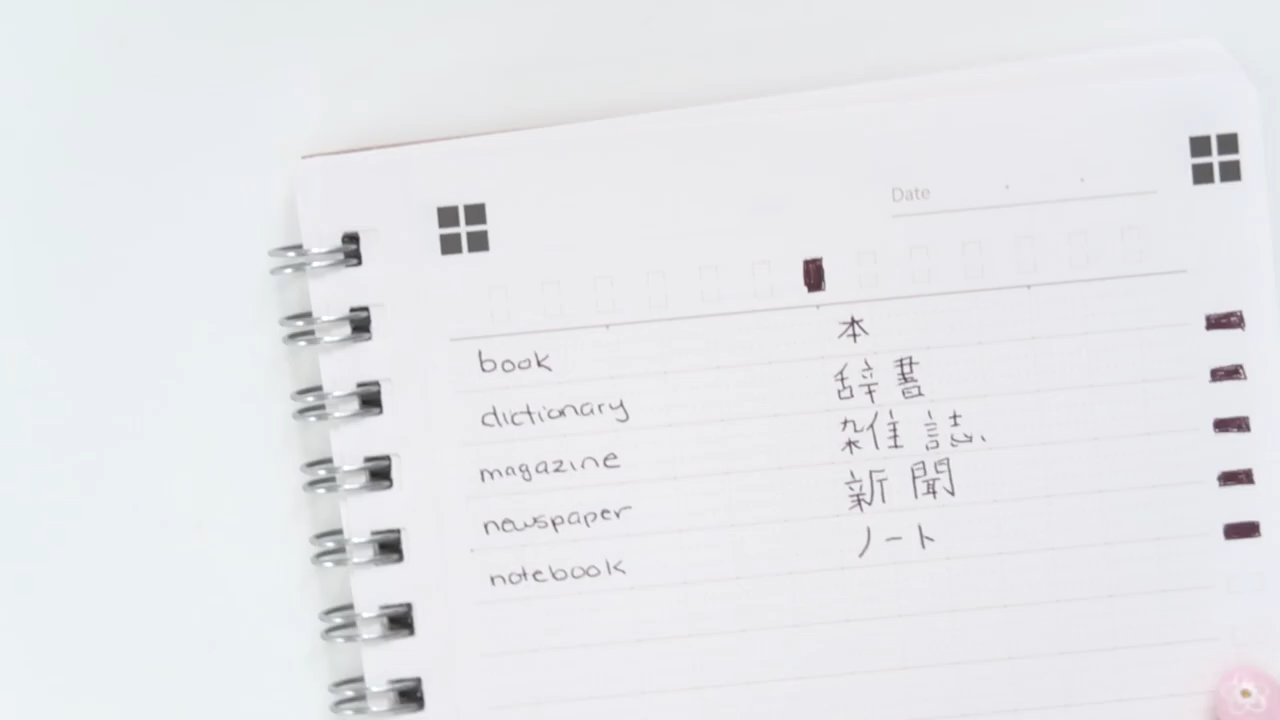 Date
book 本
dictionary 辞書
magazine 雑誌
newspaper 新聞
notebook ノート